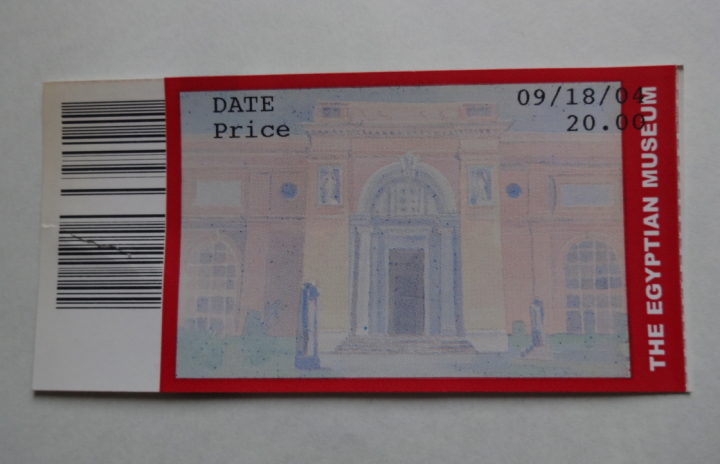 DATE 09/18/04
Price 20.00
THE EGYPTIAN MUSEUM